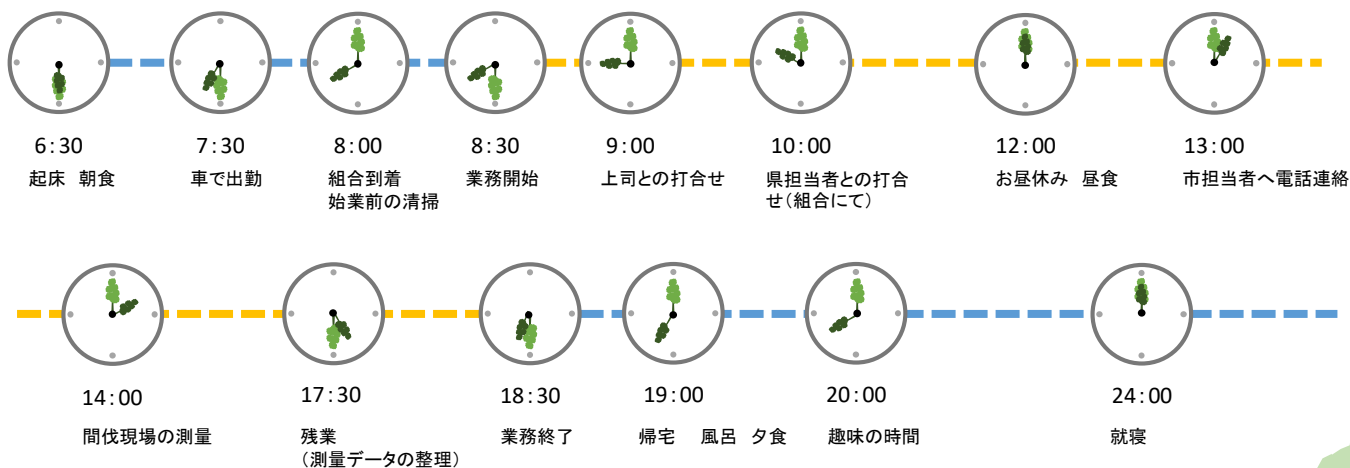 6:30
起床　朝食
7:30
車で出勤
8:00
組合到着
始業前の清掃
8:30
業務開始
9:00
上司との打合せ
10:00
県担当者との打合
せ(組合にて)
12:00
お昼休み　昼食
13:00
市担当者へ電話連絡
14:00
間伐現場の測量
17:30
残業
(測量データの整理)
18:30
業務終了
19:00
帰宅　風呂　夕食
20:00
趣味の時間
24:00
就寝